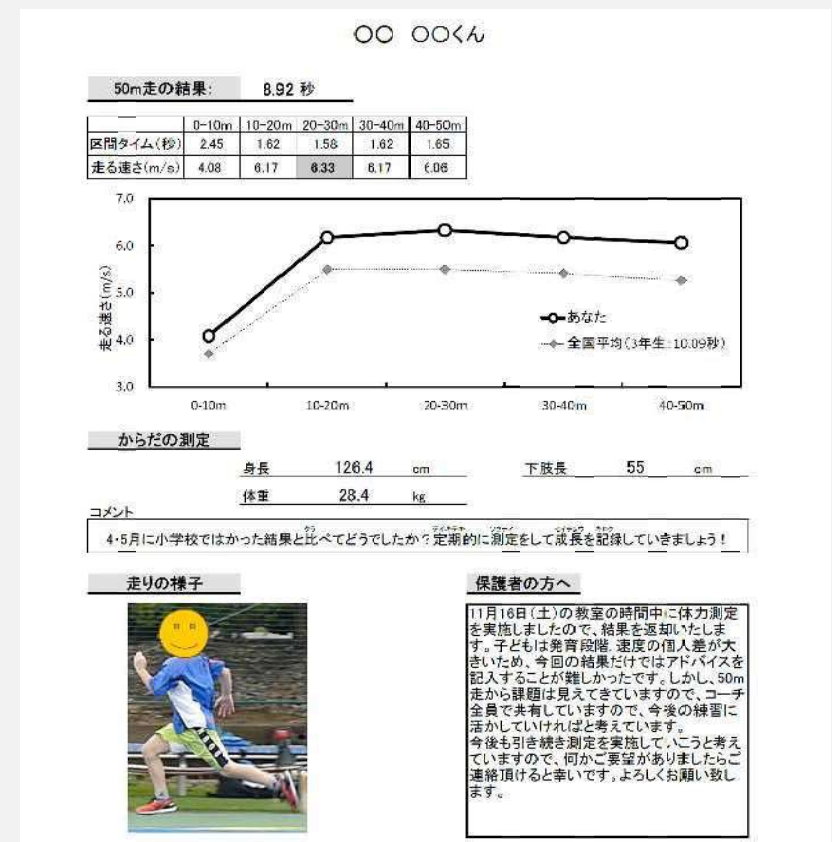 ○○ ○○くん
50m走の結果: 8.92 秒
0-10m 10-20m 20-30m 30-40m 40-50m
区間タイム(秒) 2.45 1.62 1.58 1.62 1.65
走る速さ(m/s) 4.08 6.17 6.33 6.17 6.06
7.0
6.0
5.0
4.0
3.0
走る速さ(m/s)
あなた
全国平均(3年生:10.09秒)
0-10m 10-20m 20-30m 30-40m 40-50m
からだの測定
身長 126.4 cm 下肢長 55 cm
体重 28.4 kg
コメント
4・5月に小学校ではかった結果と比べてどうでしたか?定期的に測定をして成長を記録していきましょう!
走りの様子
保護者の方へ
11月16日(土)の教室の時間中に体力測定
を実施しましたので、結果を返却いたしま
す。子どもは発育段階、速度の個人差が大
きいため、今回の結果だけではアドバイスを
記入することが難しかったです。しかし、50m
走から課題は見えてきていますので、コーチ
全員で共有していますので、今後の練習に
活かしていければと考えています。
今後も引き続き測定を実施していこうと考え
ていますので、何かご要望がありましたらご
連絡頂けると幸いです。よろしくお願い致し
ます。